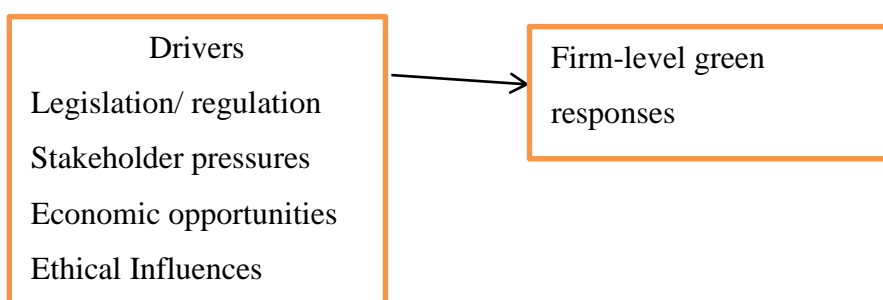 Drivers
Legislation/ regulation
Stakeholder pressures
Economic opportunities
Ethical Influences
Firm-level green
responses